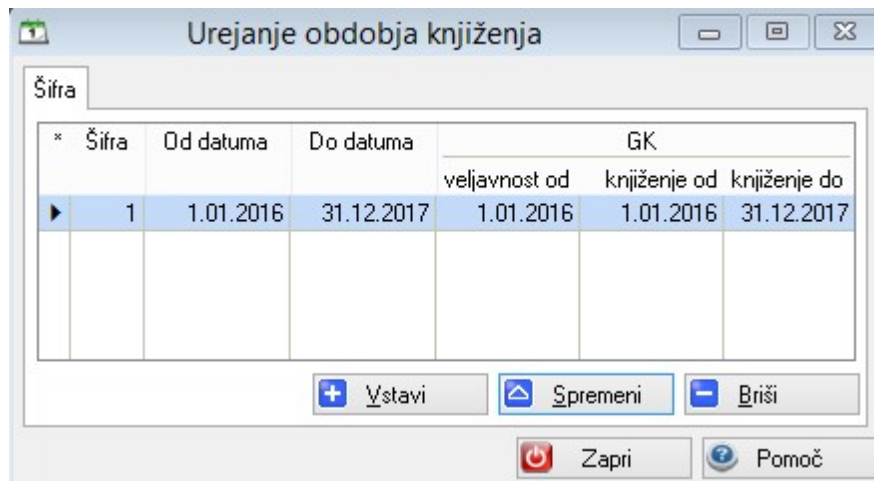 Urejanje obdobja knjiženja
Šifra
* Šifra Od datuma Do datuma GK
veljavnost od knjiženje od knjiženje do
1 1.01.2016 31.12.2017 1.01.2016 1.01.2016 31.12.2017
Vstavi Spremeni Briši
Zapri Pomoč